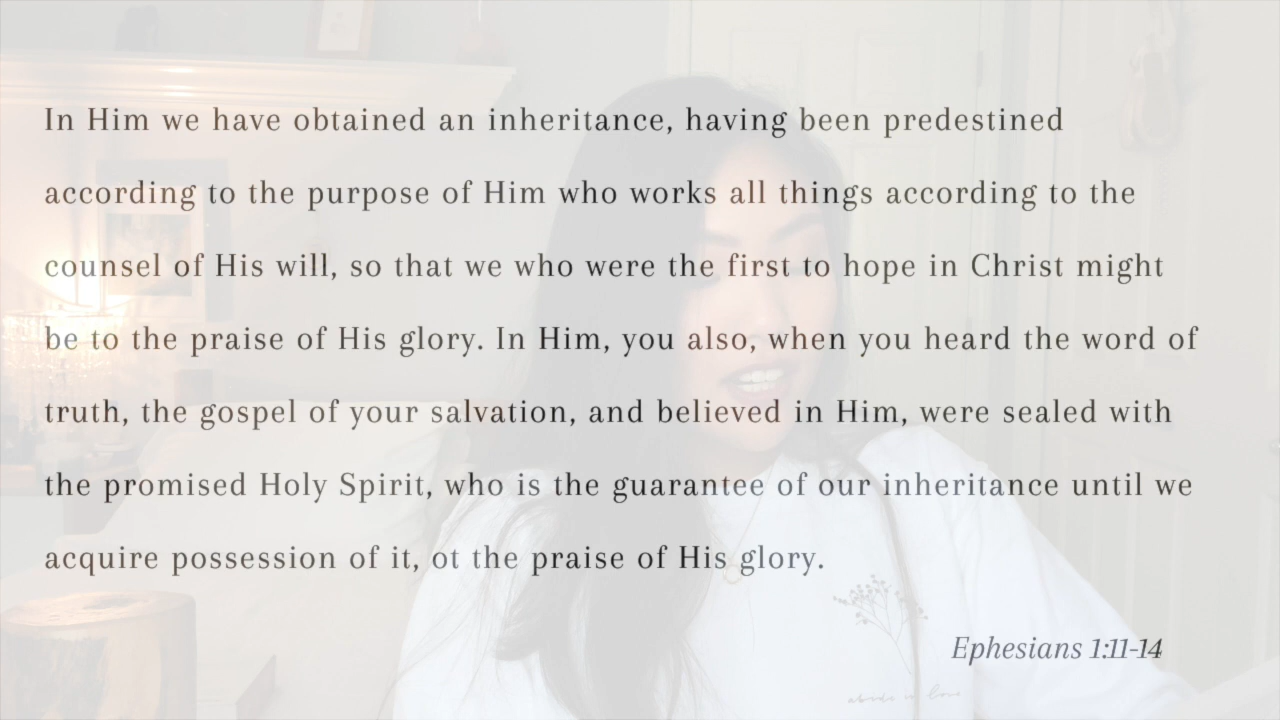 In Him we have obtained an inheritance, having been predestined
according to the purpose of Him who works all things according to the
counsel of His will, so that we who were the first to hope in Christ might
be to the praise of His glory. In Him, you also, when you heard the word of
truth, the gospel of your salvation, and believed in Him, were sealed with
the promised Holy Spirit, who is the guarantee of our inheritance until we
acquire possession of it, ot the praise of His glory.
Ephesians 1:11-14
abide in love